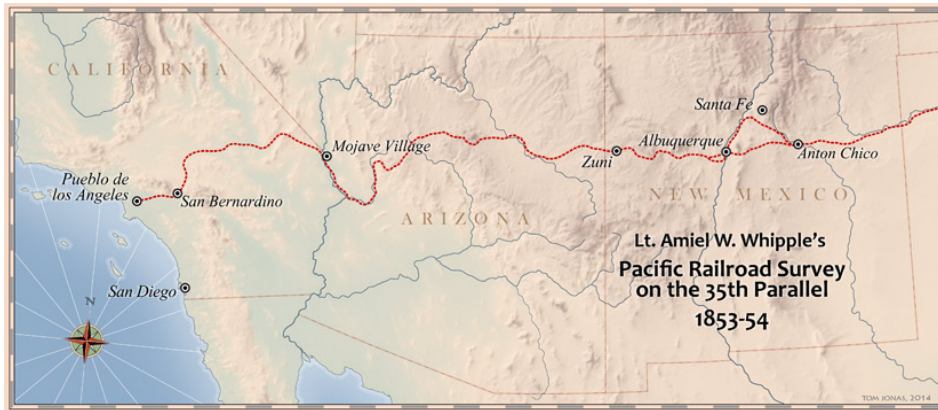 CALIFORNIA
Santa Fe
Mojave Village
Albuquerque
Anton Chico
Zuni
Pueblo de
los Angeles
San Bernardino
NEW MEXICO
ARIZONA
Lt. Amiel W. Whipple's
Pacific Railroad Survey
on the 35th Parallel
1853-54
San Diego
N
TOM JONAS, 2014